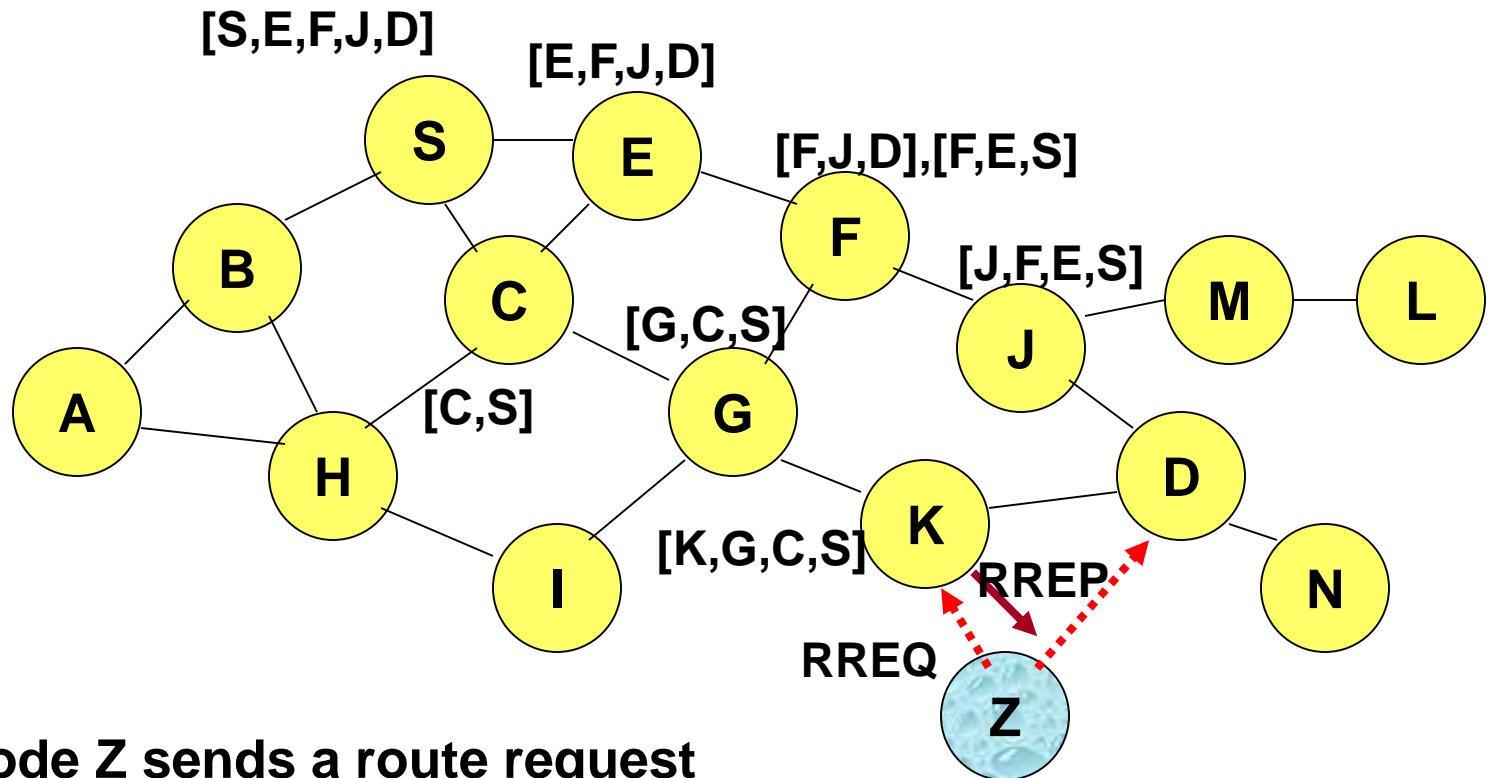 [S,E,F,J,D]
[E,F,J,D]
S
E
[F,J,D],[F,E,S]
B
F
[J,F,E,S]
C
M
L
[G,C,S]
J
A
[C,S]
G
H
D
K
[K,G,C,S]
I
RREP
N
RREQ
Z
ode Z sends a route request